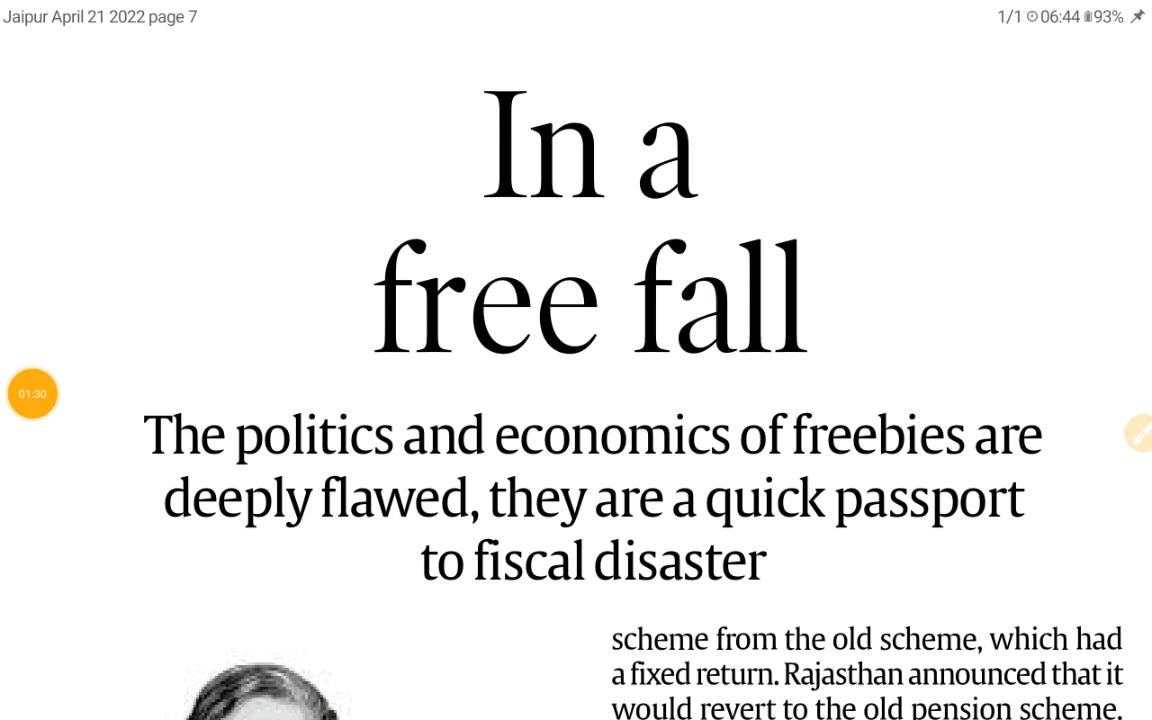 Jaipur April 21 2022 page 7
1/1 06:44 93%
In a
free fall
01:30
The politics and economics of freebies are
deeply flawed, they are a quick passport
to fiscal disaster
scheme from the old scheme, which had
a fixed return. Rajasthan announced that it
would revert to the old pension scheme.